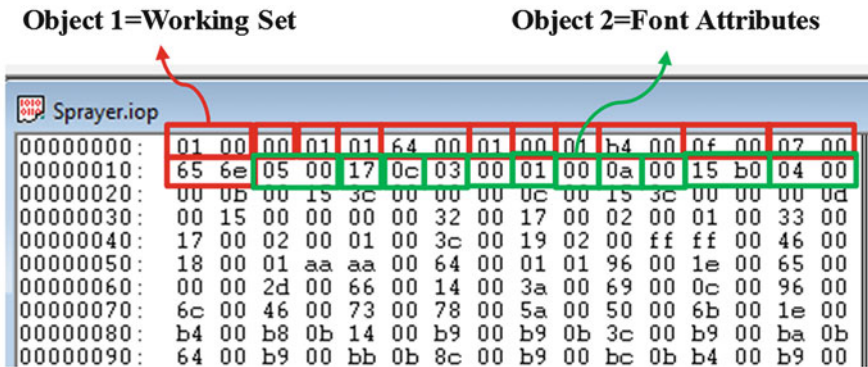 Object 1=Working Set Object 2=Font Attributes
Sprayer.iop
00000000: 01 00 00 01 01 64 00 01 00 01 b4 00 0f 00 07 00
00000010: 65 6e 05 00 17 0c 03 00 01 00 0a 00 15 b0 04 00
00000020: 00 0b 00 15 3c 00 00 00 0c 00 15 3c 00 00 00 0d
00000030: 00 15 00 00 00 00 32 00 17 00 02 00 01 00 33 00
00000040: 17 00 02 00 01 00 3c 00 19 02 00 ff ff 00 46 00
00000050: 18 00 01 aa aa 00 64 00 01 01 96 00 1e 00 65 00
00000060: 00 00 2d 00 66 00 14 00 3a 00 69 00 0c 00 96 00
00000070: 6c 00 46 00 73 00 78 00 5a 00 50 00 6b 00 1e 00
00000080: b4 00 b8 0b 14 00 b9 00 b9 0b 3c 00 b9 00 ba 0b
00000090: 64 00 b9 00 bb 0b 8c 00 b9 00 bc 0b b4 00 b9 00